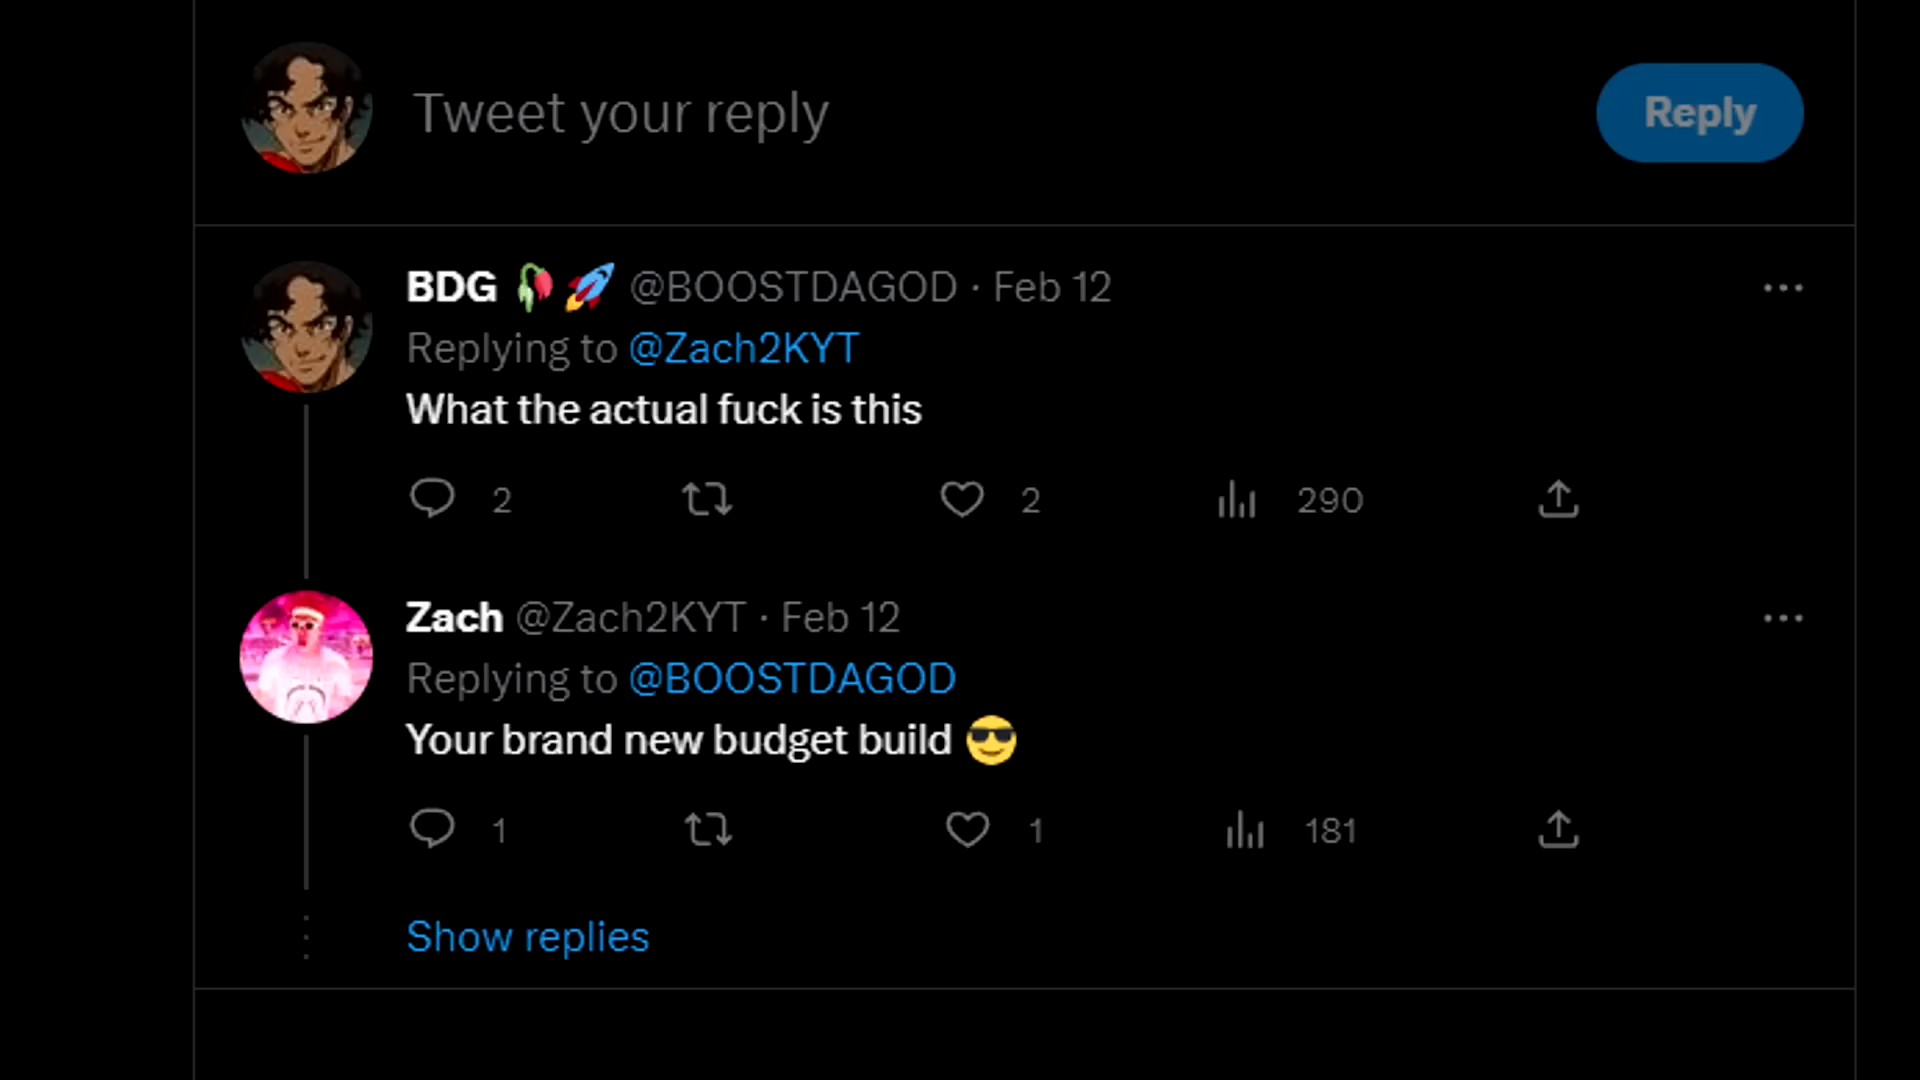 Tweet your reply
Reply
BDG 🥀🚀 @BOOSTDAGOD · Feb 12
Replying to @Zach2KYT
What the actual fuck is this
2 2 290
Zach @Zach2KYT · Feb 12
Replying to @BOOSTDAGOD
Your brand new budget build 😎
1 1 181
Show replies